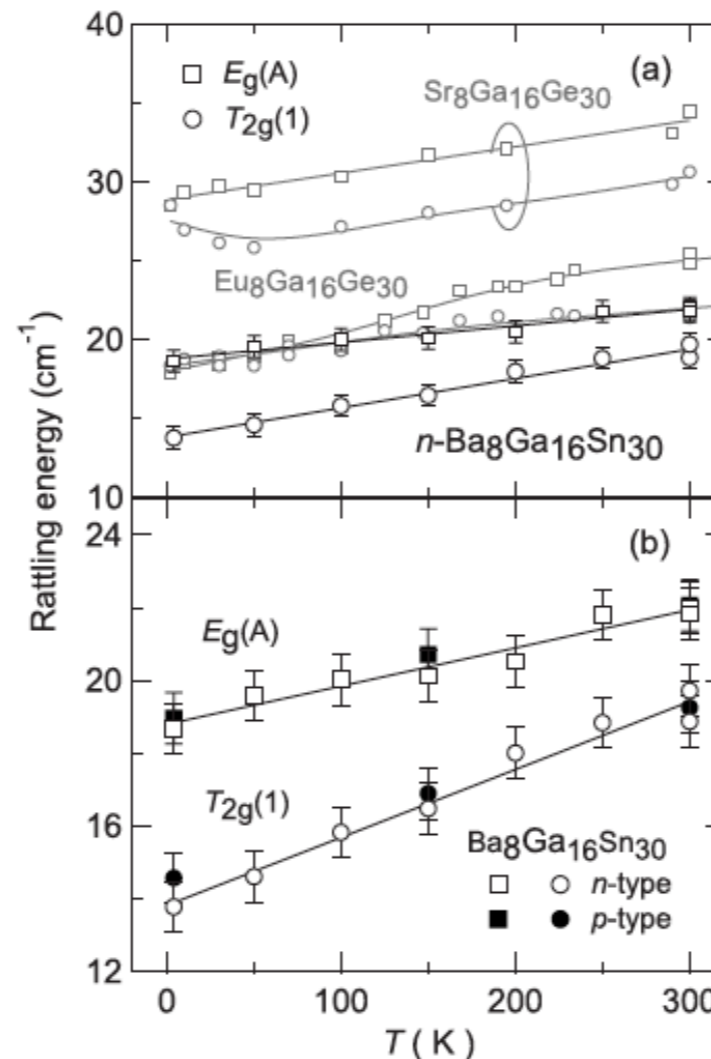 40
(a)
Eg(A)
T2g(1)
Sr8Ga16Ge30
30
Eu8Ga16Ge30
20
n-Ba8Ga16Sn30
10
Rattling energy (cm⁻¹)
24
(b)
Eg(A)
20
T2g(1)
16
Ba8Ga16Sn30
n-type
p-type
12
0 100 200 300
T ( K )